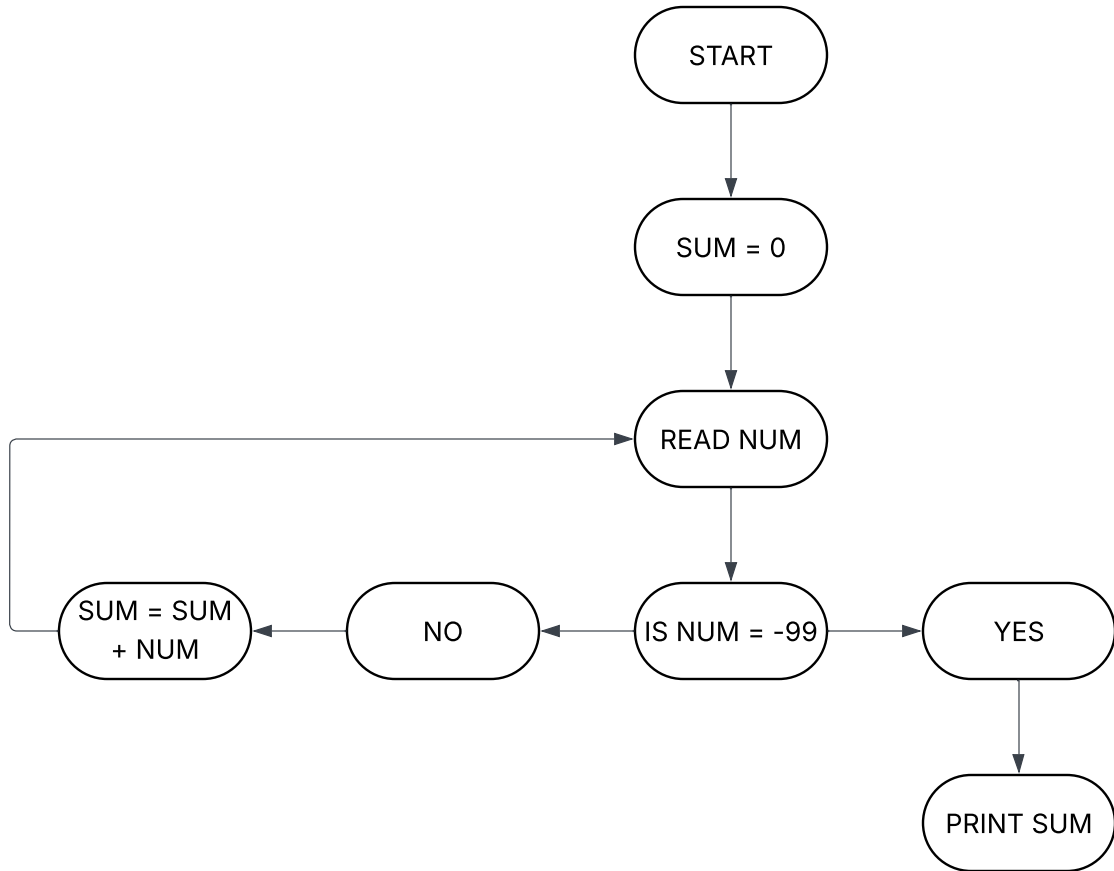 START
SUM = 0
READ NUM
SUM = SUM
+ NUM
NO
IS NUM = -99
YES
PRINT SUM